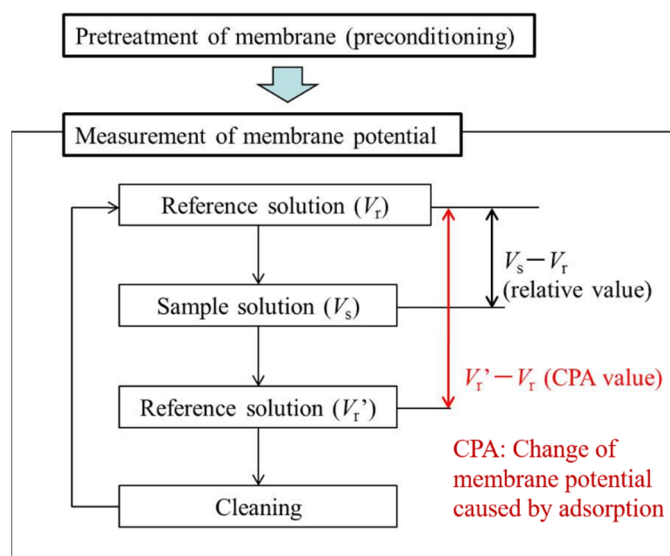 Pretreatment of membrane (preconditioning)
Measurement of membrane potential
Reference solution (Vr)
Vs－Vr
(relative value)
Sample solution (Vs)
Vr’－Vr (CPA value)
Reference solution (Vr’)
CPA: Change of
membrane potential
caused by adsorption
Cleaning